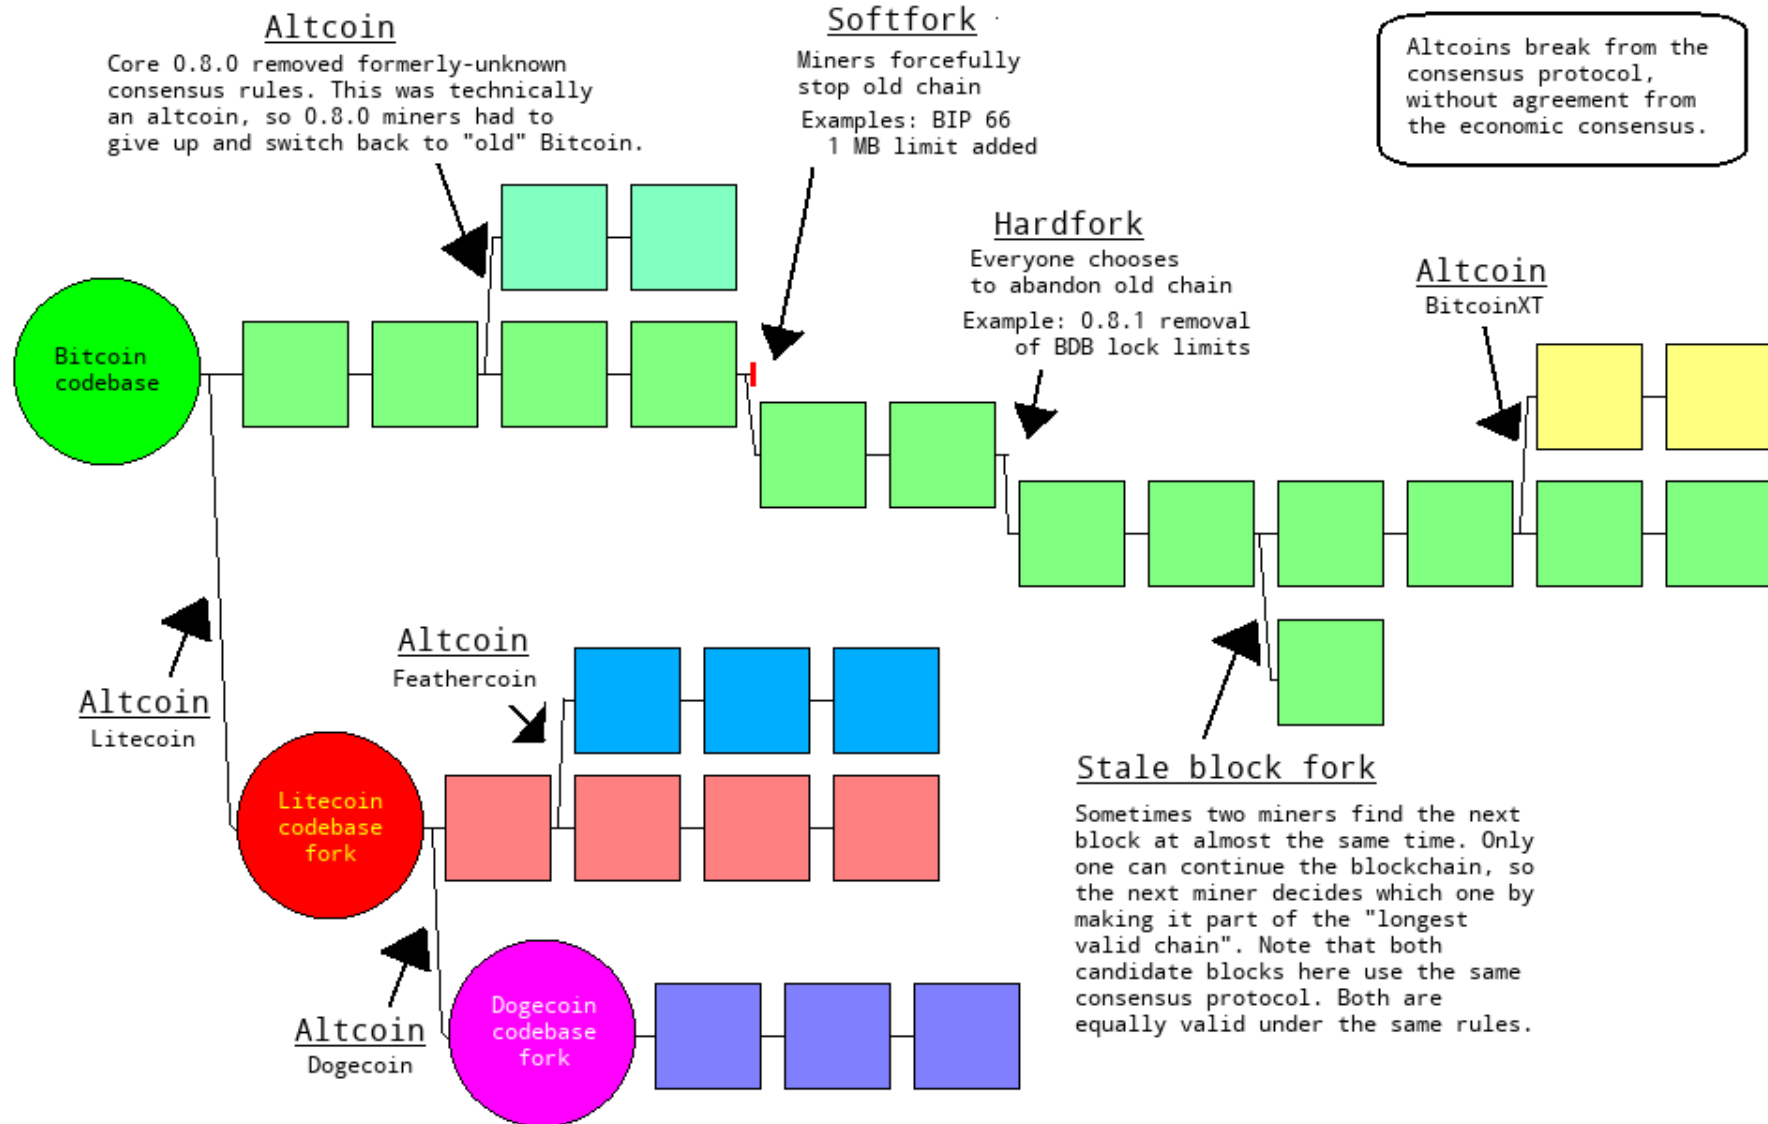 Altcoin
Core 0.8.0 removed formerly-unknown
consensus rules. This was technically
an altcoin, so 0.8.0 miners had to
give up and switch back to "old" Bitcoin.
Softfork
Miners forcefully
stop old chain
Examples: BIP 66
1 MB limit added
Altcoins break from the
consensus protocol,
without agreement from
the economic consensus.
Hardfork
Everyone chooses
to abandon old chain
Example: 0.8.1 removal
of BDB lock limits
Altcoin
BitcoinXT
Bitcoin
codebase
Altcoin
Litecoin
Altcoin
Feathercoin
Litecoin
codebase
fork
Stale block fork
Sometimes two miners find the next
block at almost the same time. Only
one can continue the blockchain, so
the next miner decides which one by
making it part of the "longest
valid chain". Note that both
candidate blocks here use the same
consensus protocol. Both are
equally valid under the same rules.
Altcoin
Dogecoin
Dogecoin
codebase
fork